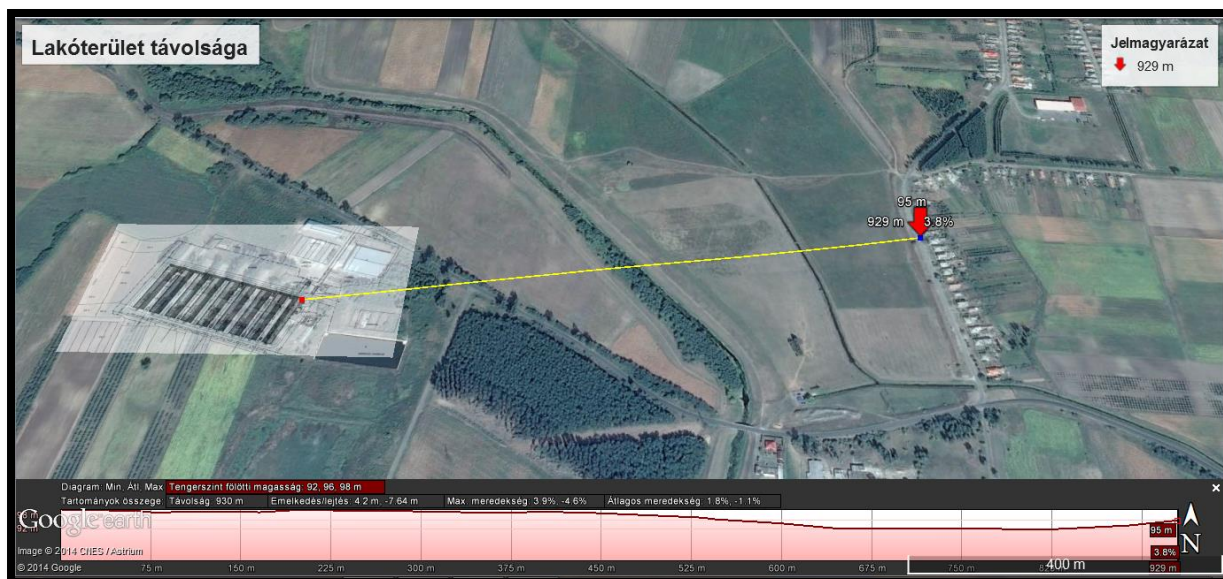 Lakóterület távolsága
Jelmagyarázat
929 m
95 m
929 m 3.8%
Diagram: Min, Átl, Max Tengerszint fölötti magasság: 92, 96, 98 m
Tartományok összege: Távolság: 930 m Emelkedés/lejtés: 4.2 m, -7.64 m Max. meredekség: 3.9%, -4.6% Átlagos meredekség: 1.8%, -1.1%
98 m
92 m
Google earth
95 m
N
Image © 2014 CNES / Astrium
3.8%
© 2014 Google
75 m 150 m 225 m 300 m 375 m 450 m 525 m 600 m 675 m 750 m 929 m
400 m